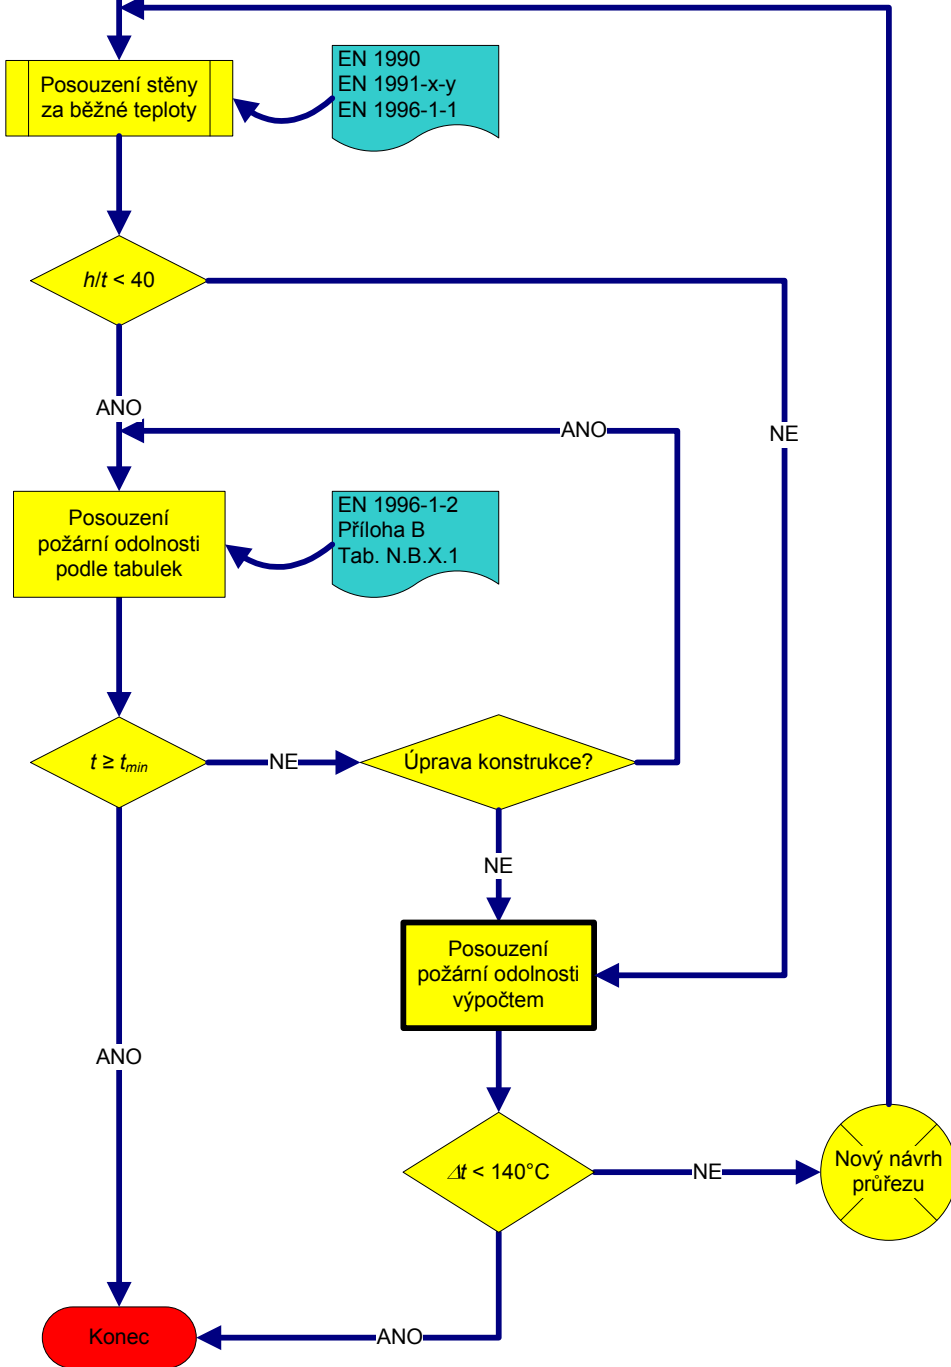 Posouzení stěny
za běžné teploty
EN 1990
EN 1991-x-y
EN 1996-1-1
h/t < 40
ANO
ANO
NE
Posouzení
požární odolnosti
podle tabulek
EN 1996-1-2
Příloha B
Tab. N.B.X.1
t ≥ tmin
NE
Úprava konstrukce?
NE
Posouzení
požární odolnosti
výpočtem
ANO
Δt < 140°C
NE
Nový návrh
průřezu
Konec
ANO